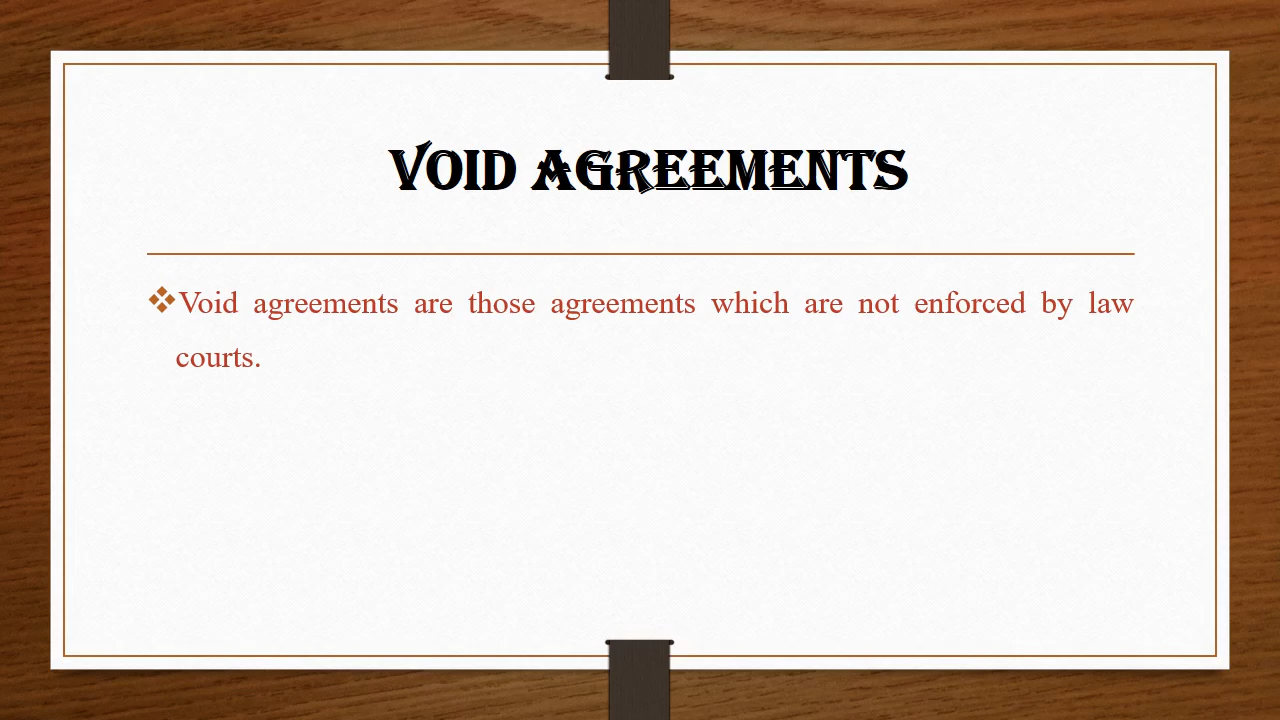 VOID AGREEMENTS
Void agreements are those agreements which are not enforced by law
courts.